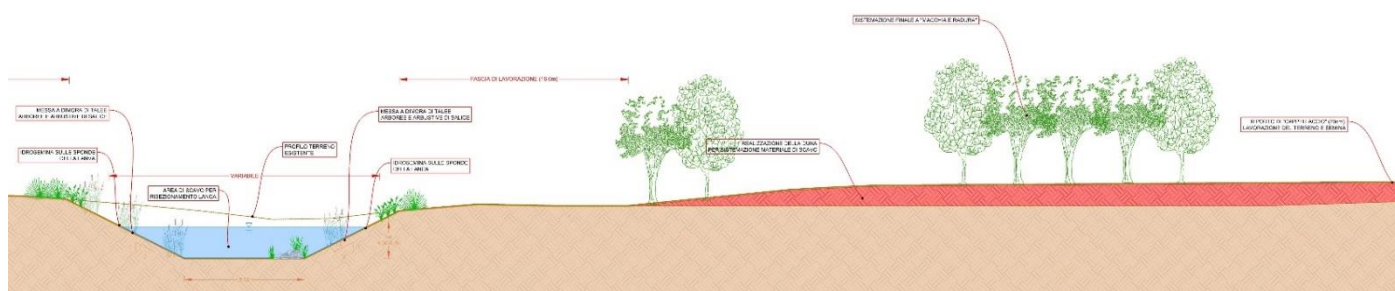 SISTEMAZIONE FINALE A "MACCHIA E RADURA"
FASCIA DI LAVORAZIONE
MESSA A DIMORA DI TALEE
ARBOREE E ARBUSTIVE DI SALICE
MESSA A DIMORA DI TALEE
ARBOREE E ARBUSTIVE DI SALICE
RIPORTO DI
LAVORAZIONE DEL TERRENO E SEMINA
IDROSEMINA SULLE SPONDE
DELLA LANCA
PROFILO TERRENO
ESISTENTE
REALIZZAZIONE DELLA DUNA
PER SISTEMAZIONE MATERIALE DI SCAVO
IDROSEMINA SULLE SPONDE
DELLA LANCA
VARIABILE
AREA DI SCAVO PER
RISEZIONAMENTO LANCA